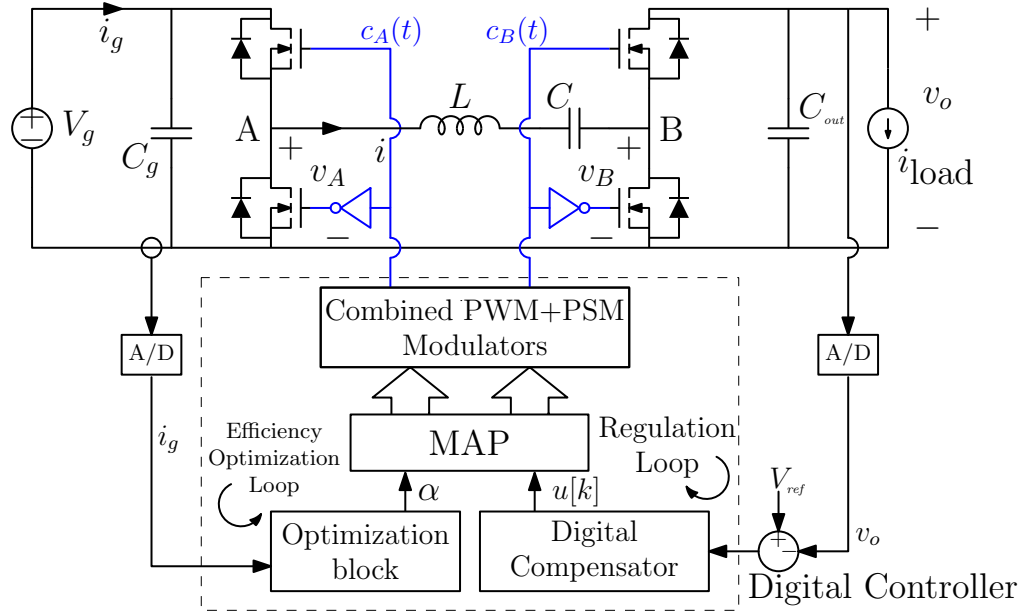 i_g
c_A(t)
c_B(t)
+
V_g
C_g
A
+
i
L
C
+
B
C_out
v_o
i_load
v_A
v_B
−
−
−
Combined PWM+PSM
Modulators
A/D
A/D
i_g
Efficiency
Optimization
Loop
MAP
Regulation
Loop
α
u[k]
V_ref
Optimization
block
Digital
Compensator
+
−
v_o
Digital Controller